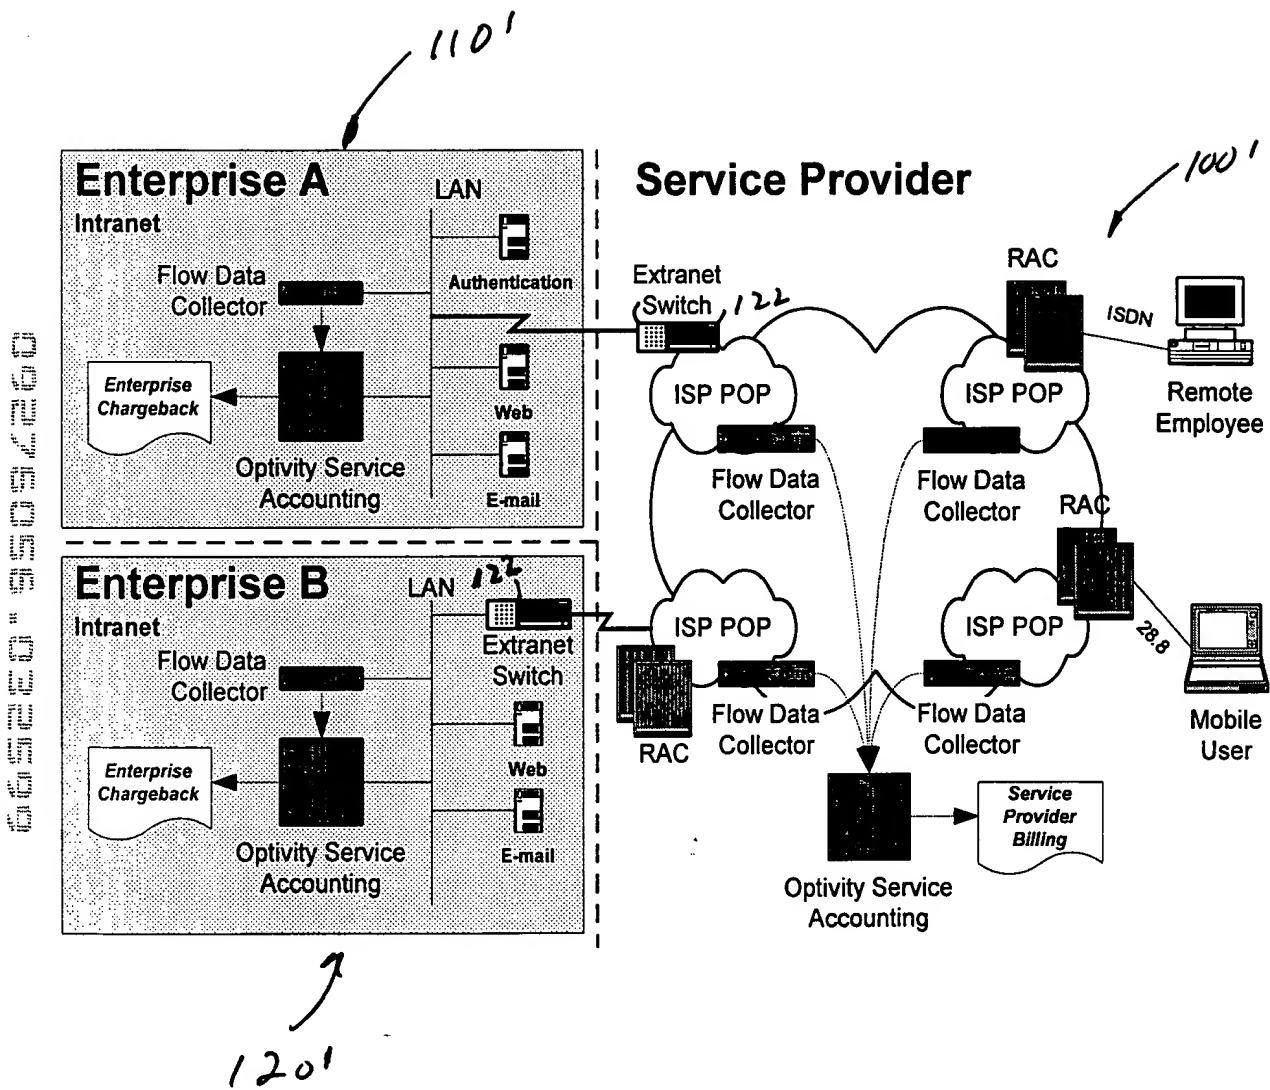 110'
100'
Enterprise A
Intranet
LAN
Flow Data
Collector
Authentication
Enterprise
Chargeback
Web
Optivity Service
Accounting
E-mail
Service Provider
Extranet
Switch
122
RAC
ISDN
Remote
Employee
ISP POP
ISP POP
Flow Data
Collector
Flow Data
Collector
RAC
28.8
Mobile
User
ISP POP
ISP POP
RAC
Flow Data
Collector
Flow Data
Collector
Service
Provider
Billing
Optivity Service
Accounting
Enterprise B
Intranet
LAN
122
Extranet
Switch
Flow Data
Collector
Enterprise
Chargeback
Web
Optivity Service
Accounting
E-mail
120'